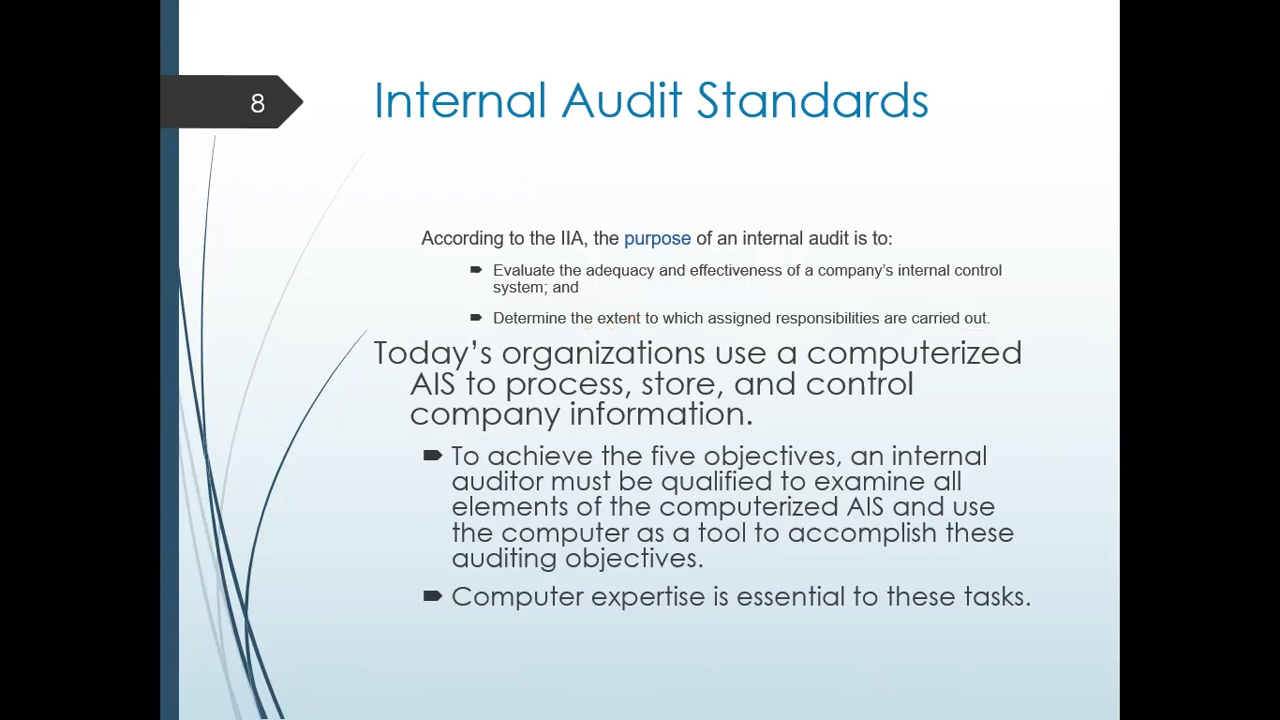 8
Internal Audit Standards
According to the IIA, the purpose of an internal audit is to:
Evaluate the adequacy and effectiveness of a company's internal control
system; and
Determine the extent to which assigned responsibilities are carried out.
Today's organizations use a computerized
AIS to process, store, and control
company information.
To achieve the five objectives, an internal
auditor must be qualified to examine all
elements of the computerized AIS and use
the computer as a tool to accomplish these
auditing objectives.
Computer expertise is essential to these tasks.